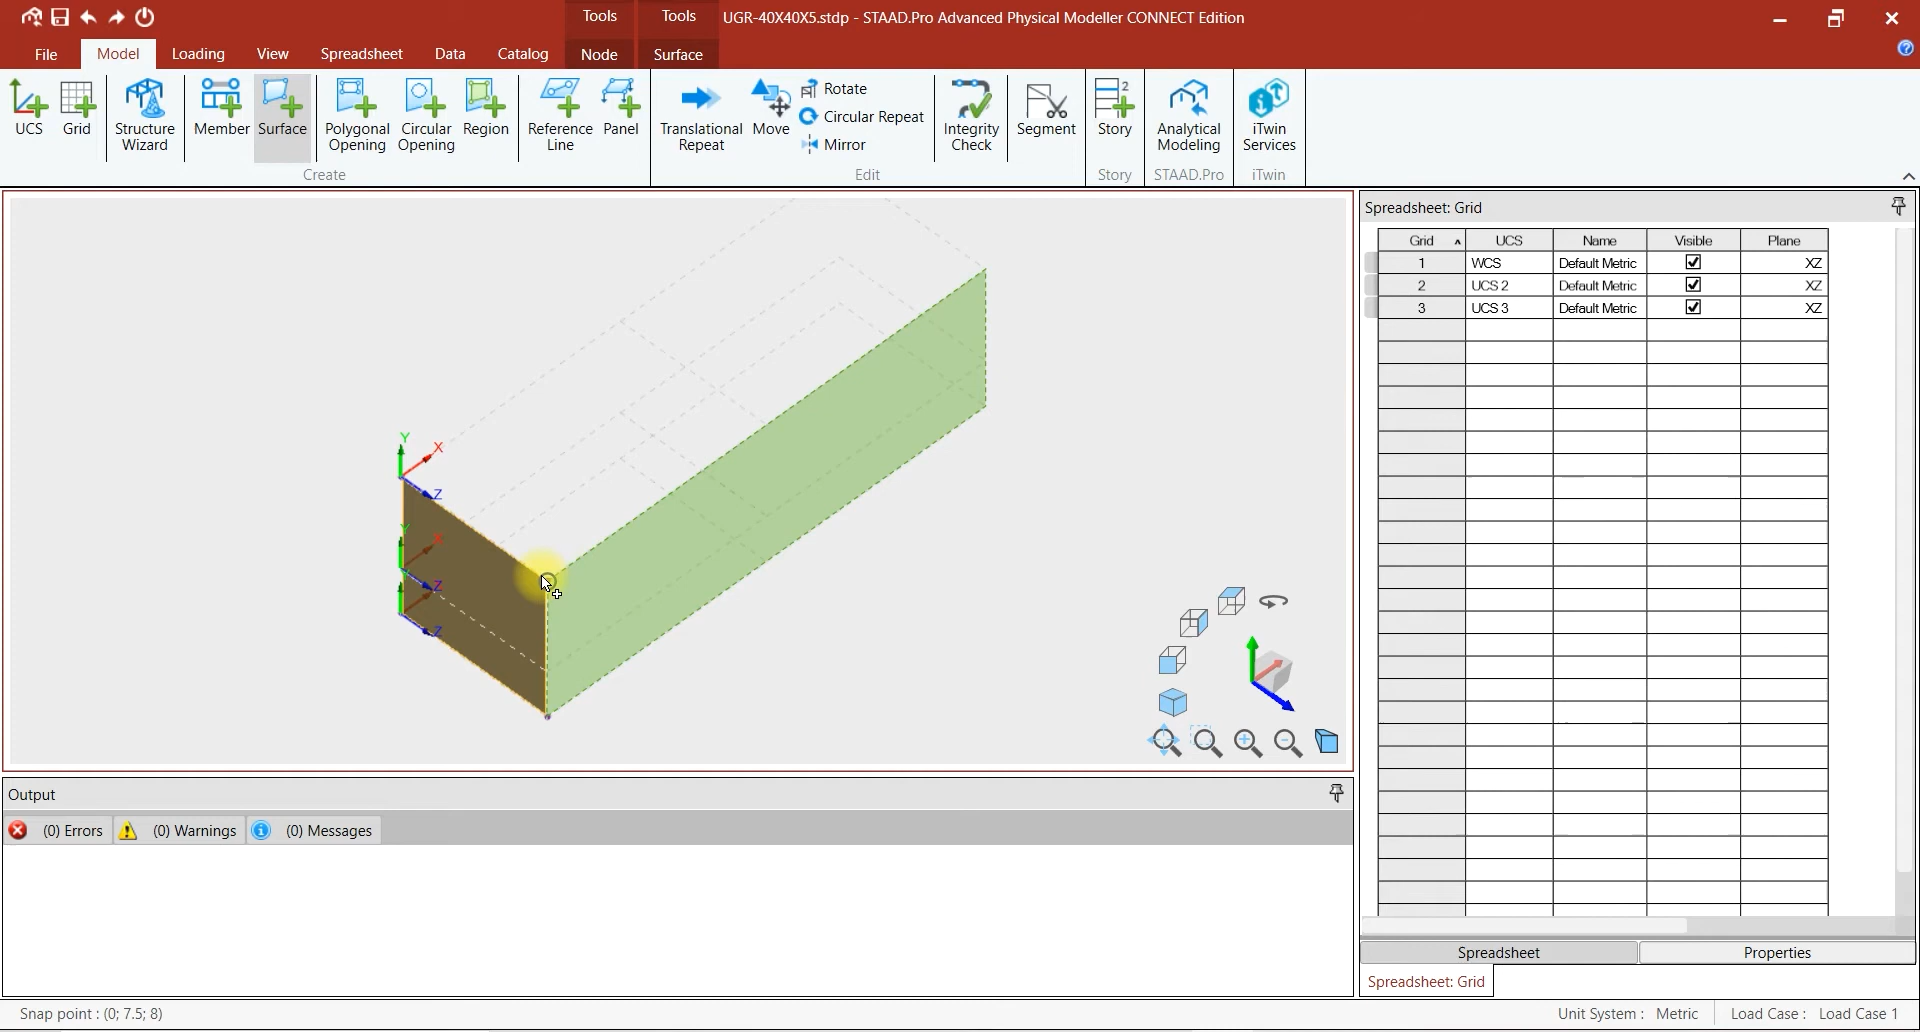 Tools Tools UGR-40X40X5.stdp - STAAD.Pro Advanced Physical Modeller CONNECT Edition
File Model Loading View Spreadsheet Data Catalog Node Surface
UCS Grid Structure Wizard Member Surface Polygonal Opening Circular Opening Region Reference Line Panel Translational Repeat Move Rotate Circular Repeat Mirror Integrity Check Segment Story Analytical Modeling iTwin Services
Create Edit Story STAAD.Pro iTwin
Spreadsheet: Grid
Grid UCS Name Visible Plane
1 WCS Default Metric XZ
2 UCS 2 Default Metric XZ
3 UCS 3 Default Metric XZ
Y X
Z
Y X
Z
Z
Output
(0) Errors (0) Warnings (0) Messages
Spreadsheet Properties
Spreadsheet: Grid
Snap point : (0; 7.5; 8) Unit System : Metric Load Case : Load Case 1